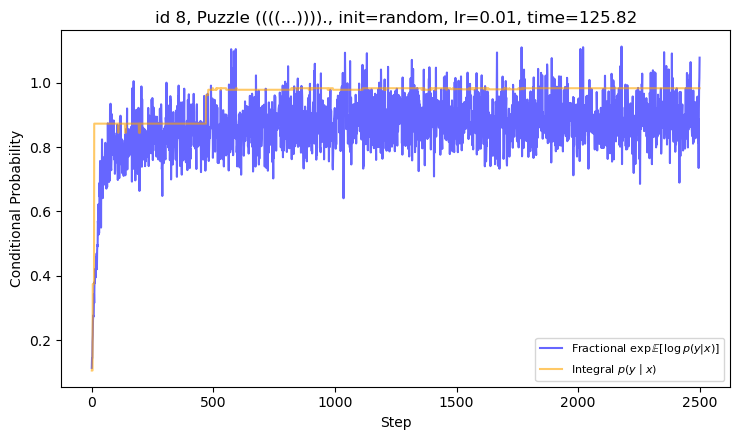 id 8, Puzzle ((((...))))., init=random, lr=0.01, time=125.82
Conditional Probability
1.0
0.8
0.6
0.4
0.2
Fractional exp 𝔼[log p(y|x)]
Integral p(y | x)
0 500 1000 1500 2000 2500
Step